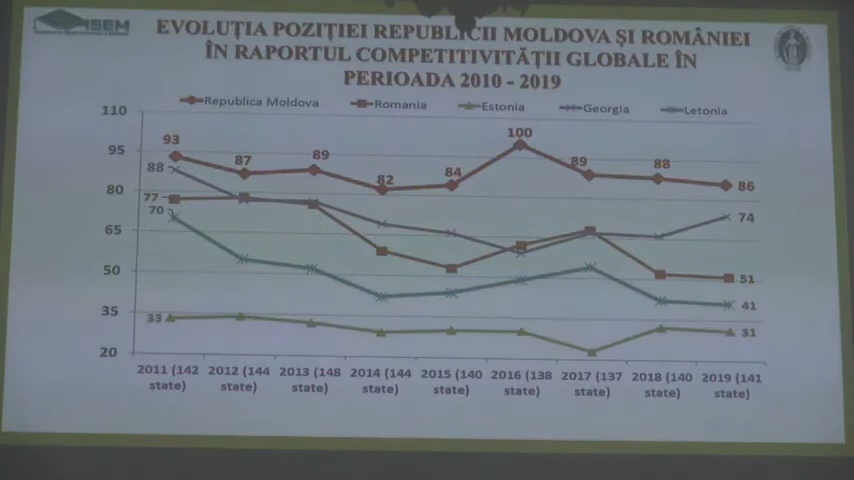 ISEM
EVOLUȚIA POZIȚIEI REPUBLICII MOLDOVA ȘI ROMÂNIEI
ÎN RAPORTUL COMPETITIVITĂȚII GLOBALE ÎN
PERIOADA 2010 - 2019
Republica Moldova Romania Estonia Georgia Letonia
110
95
80
65
50
35
20
93 87 89 82 84 100 89 88 86
88
77
70
33
74
51
41
31
2011 (142 state)
2012 (144 state)
2013 (148 state)
2014 (144 state)
2015 (140 state)
2016 (138 state)
2017 (137 state)
2018 (140 state)
2019 (141 state)